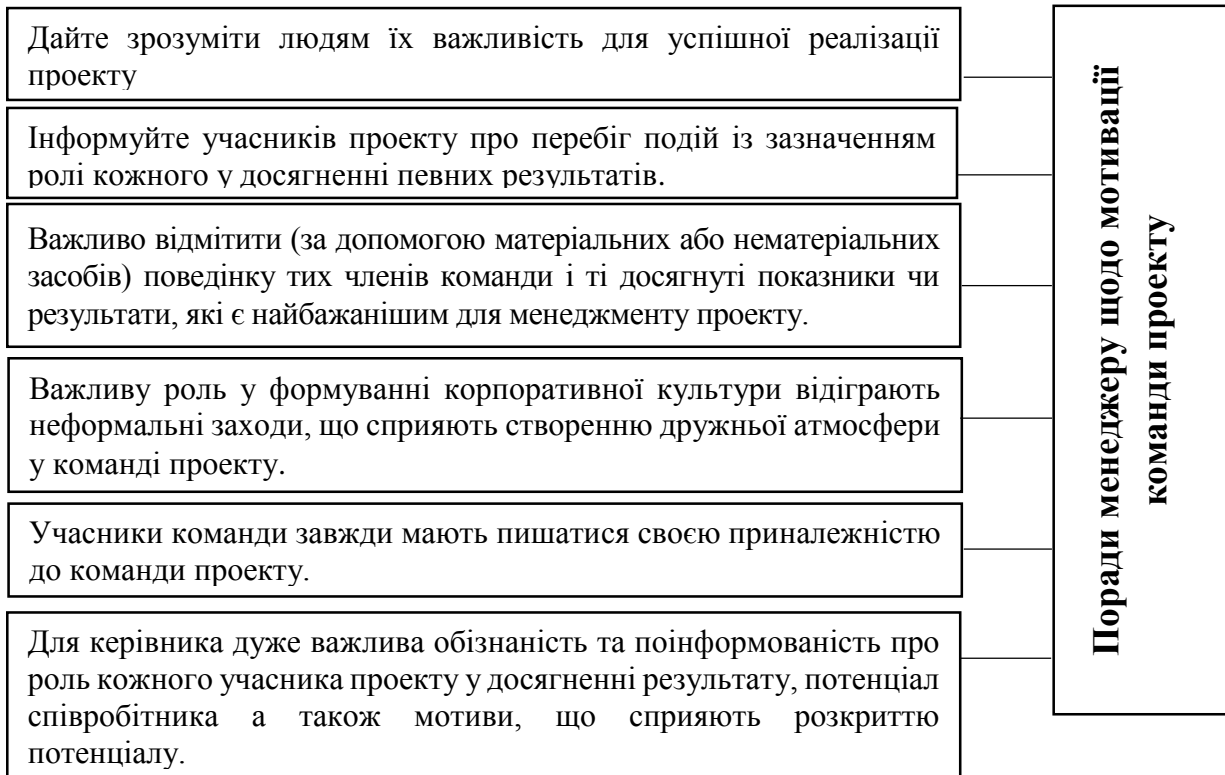 Дайте зрозуміти людям їх важливість для успішної реалізації
проекту
Інформуйте учасників проекту про перебіг подій із зазначенням
ролі кожного у досягненні певних результатів.
Важливо відмітити (за допомогою матеріальних або нематеріальних
засобів) поведінку тих членів команди і ті досягнуті показники чи
результати, які є найбажанішим для менеджменту проекту.
Важливу роль у формуванні корпоративної культури відіграють
неформальні заходи, що сприяють створенню дружньої атмосфери
у команді проекту.
Учасники команди завжди мають пишатися своєю приналежністю
до команди проекту.
Для керівника дуже важлива обізнаність та поінформованість про
роль кожного учасника проекту у досягненні результату, потенціал
співробітника а також мотиви, що сприяють розкриттю
потенціалу.
Поради менеджеру щодо мотивації
команди проекту